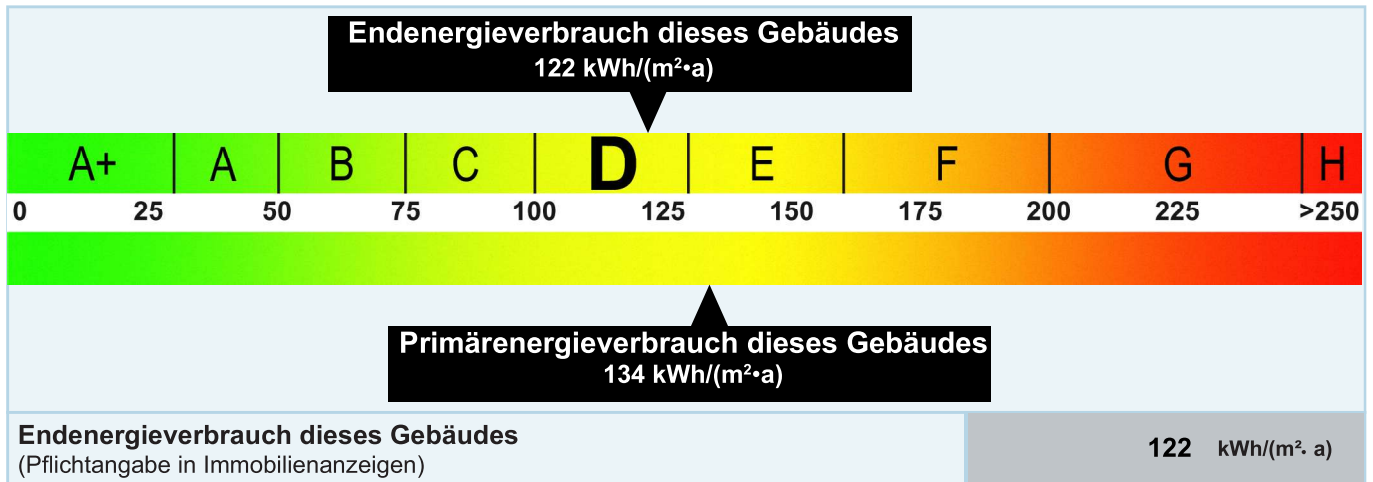 Endenergieverbrauch dieses Gebäudes
122 kWh/(m²•a)
A+ A B C D E F G H
0 25 50 75 100 125 150 175 200 225 >250
Primärenergieverbrauch dieses Gebäudes
134 kWh/(m²•a)
Endenergieverbrauch dieses Gebäudes
(Pflichtangabe in Immobilienanzeigen)
122 kWh/(m²· a)